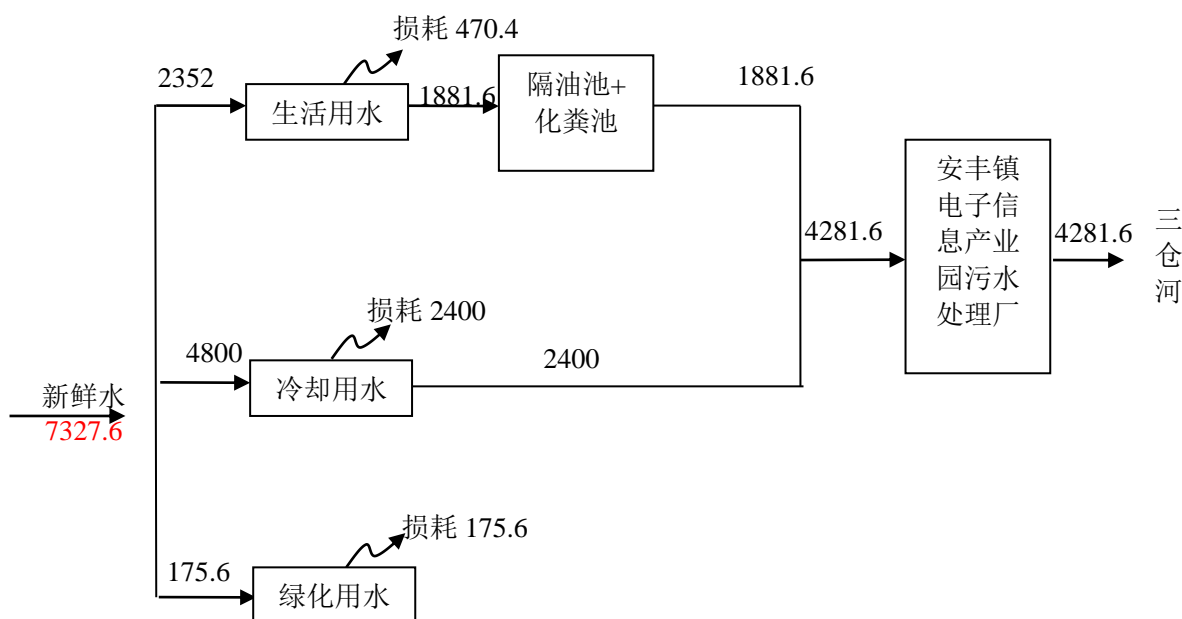 损耗 470.4
2352
生活用水
1881.6
隔油池+
化粪池
1881.6
安丰镇
电子信
息产业
园污水
处理厂
4281.6
4281.6
三
仓
河
损耗 2400
4800
冷却用水
2400
新鲜水
7327.6
损耗 175.6
175.6
绿化用水